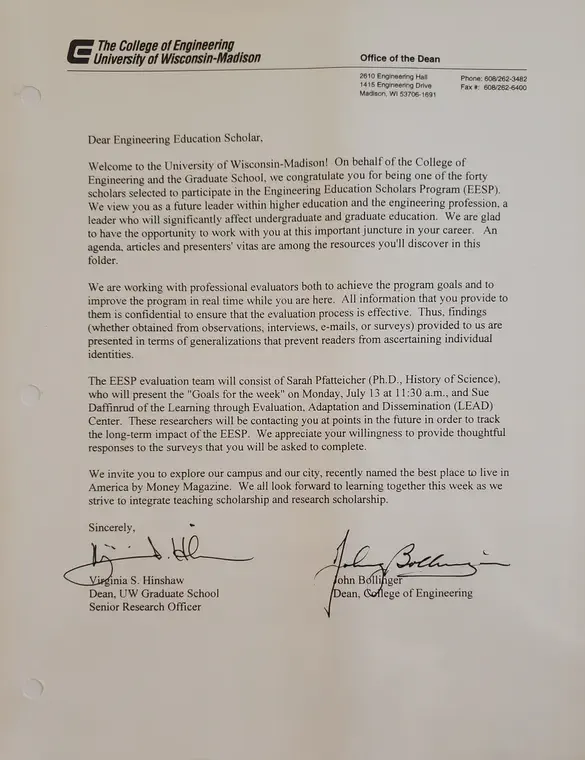 The College of Engineering
University of Wisconsin-Madison
Office of the Dean
2610 Engineering Hall
1415 Engineering Drive
Madison, WI 53706-1691
Phone: 608/262-3482
Fax #: 608/262-6400
Dear Engineering Education Scholar,
Welcome to the University of Wisconsin-Madison! On behalf of the College of
Engineering and the Graduate School, we congratulate you for being one of the forty
scholars selected to participate in the Engineering Education Scholars Program (EESP).
We view you as a future leader within higher education and the engineering profession, a
leader who will significantly affect undergraduate and graduate education. We are glad
to have the opportunity to work with you at this important juncture in your career. An
agenda, articles and presenters' vitas are among the resources you'll discover in this
folder.
We are working with professional evaluators both to achieve the program goals and to
improve the program in real time while you are here. All information that you provide to
them is confidential to ensure that the evaluation process is effective. Thus, findings
(whether obtained from observations, interviews, e-mails, or surveys) provided to us are
presented in terms of generalizations that prevent readers from ascertaining individual
identities.
The EESP evaluation team will consist of Sarah Pfatteicher (Ph.D., History of Science),
who will present the "Goals for the week" on Monday, July 13 at 11:30 a.m., and Sue
Daffinrud of the Learning through Evaluation, Adaptation and Dissemination (LEAD)
Center. These researchers will be contacting you at points in the future in order to track
the long-term impact of the EESP. We appreciate your willingness to provide thoughtful
responses to the surveys that you will be asked to complete.
We invite you to explore our campus and our city, recently named the best place to live in
America by Money Magazine. We all look forward to learning together this week as we
strive to integrate teaching scholarship and research scholarship.
Sincerely,
John Bollinger
Virginia S. Hinshaw
Dean, UW Graduate School
Senior Research Officer
John Bollinger
Dean, College of Engineering